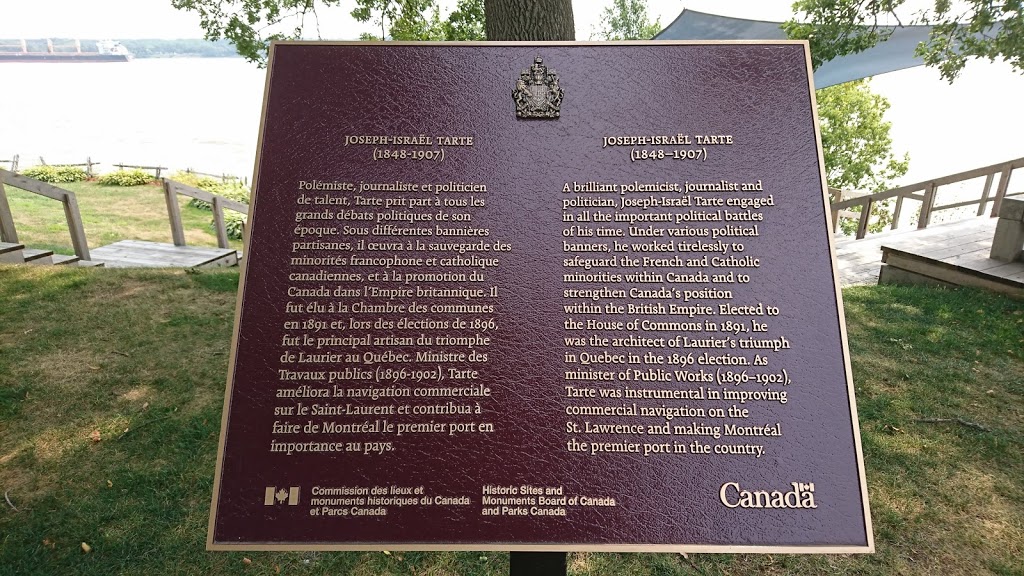 JOSEPH-ISRAËL TARTE
(1848-1907)
Polémiste, journaliste et politicien
de talent, Tarte prit part à tous les
grands débats politiques de son
époque. Sous différentes bannières
partisanes, il œuvra à la sauvegarde des
minorités francophone et catholique
canadiennes, et à la promotion du
Canada dans l'Empire britannique. Il
fut élu à la Chambre des communes
en 1891 et, lors des élections de 1896,
fut le principal artisan du triomphe
de Laurier au Québec. Ministre des
Travaux publics (1896-1902), Tarte
améliora la navigation commerciale
sur le Saint-Laurent et contribua à
faire de Montréal le premier port en
importance au pays.
JOSEPH-ISRAËL TARTE
(1848–1907)
A brilliant polemicist, journalist and
politician, Joseph-Israël Tarte engaged
in all the important political battles
of his time. Under various political
banners, he worked tirelessly to
safeguard the French and Catholic
minorities within Canada and to
strengthen Canada's position
within the British Empire. Elected to
the House of Commons in 1891, he
was the architect of Laurier's triumph
in Quebec in the 1896 election. As
minister of Public Works (1896–1902),
Tarte was instrumental in improving
commercial navigation on the
St. Lawrence and making Montréal
the premier port in the country.
Commission des lieux et
monuments historiques du Canada
et Parcs Canada
Historic Sites and
Monuments Board of Canada
and Parks Canada
Canada